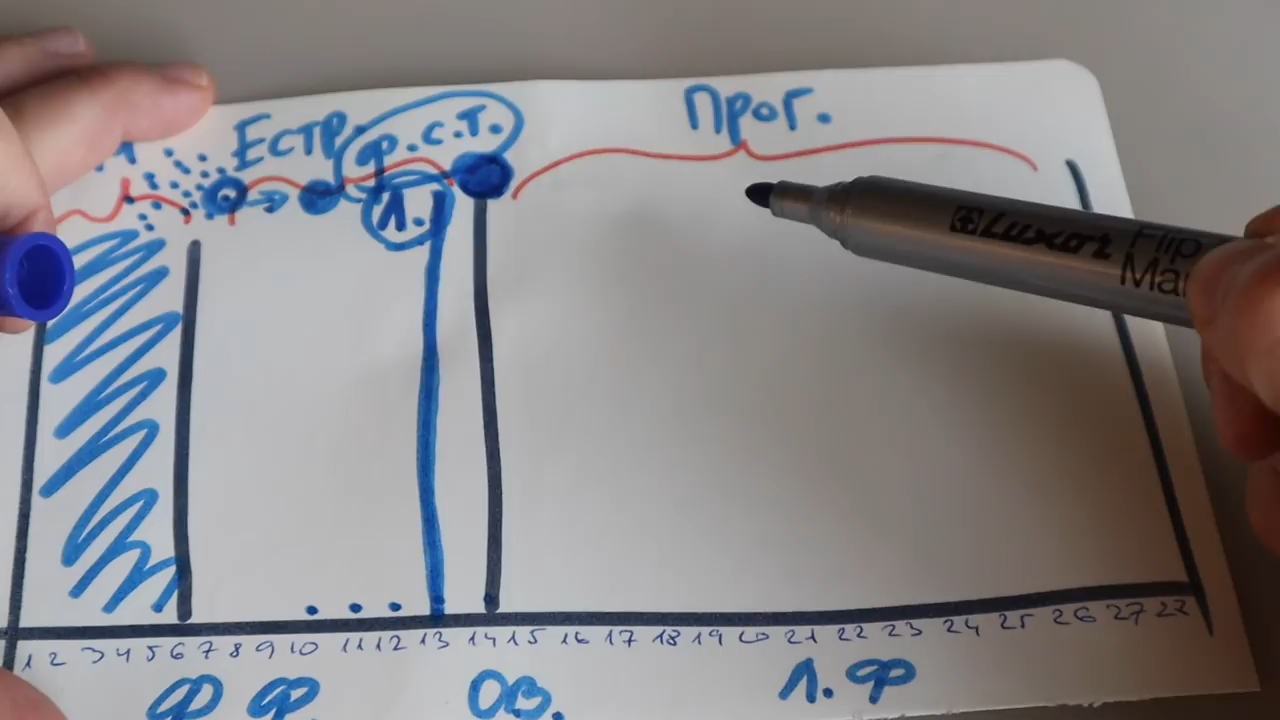 Естр. ф.с.т. Прог.
Л.
Luxor Flip
Ma
1 2 3 4 5 6 7 8 9 10 11 12 13 14 15 16 17 18 19 20 21 22 23 24 25 26 27 28
Ф Ф. ОВ. Л. Ф